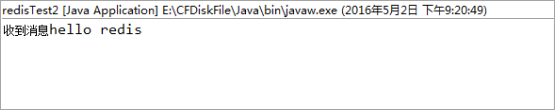 redisTest2 [Java Application] E:\CFDiskFile\Java\bin\javaw.exe (2016年5月2日 下午9:20:49)
收到消息hello redis